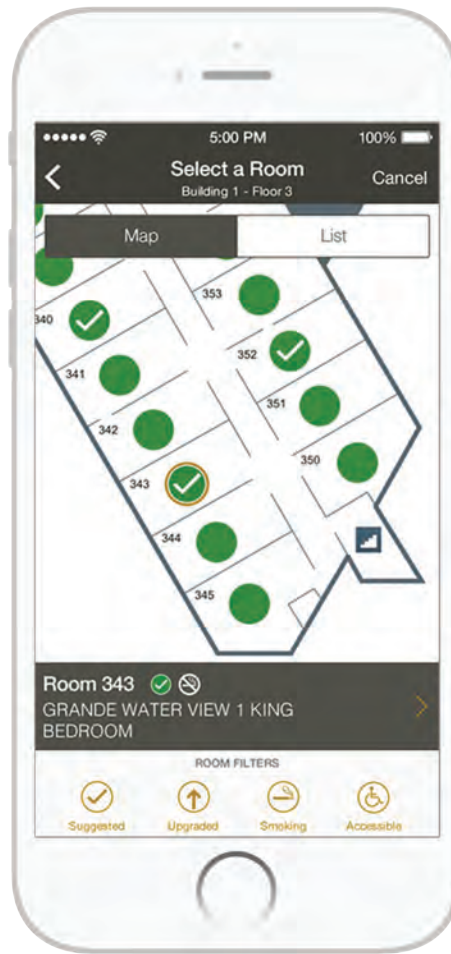 5:00 PM
100%
Select a Room
Cancel
Building 1 - Floor 3
Map
List
353
340
352
341
351
342
350
343
344
345
Room 343
GRANDE WATER VIEW 1 KING
BEDROOM
ROOM FILTERS
Suggested
Upgraded
Smoking
Accessible